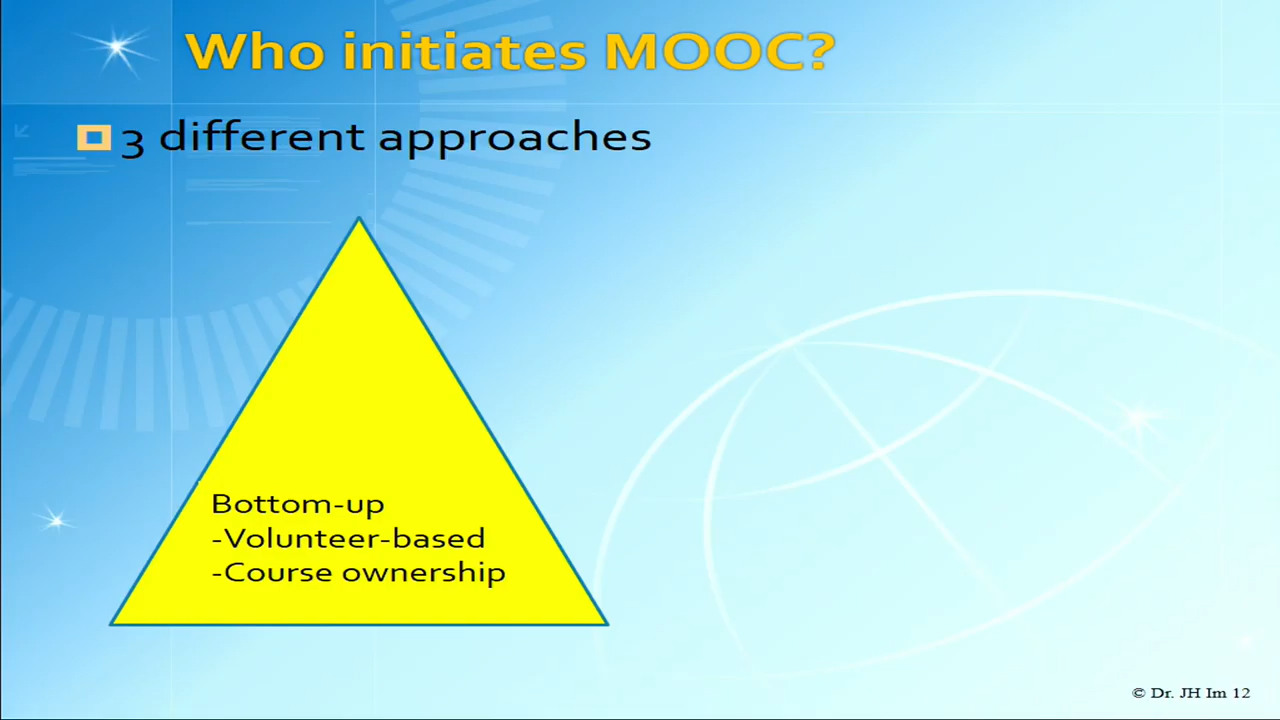 Who initiates MOOC?
3 different approaches
Bottom-up
-Volunteer-based
-Course ownership
© Dr. JH Im 12